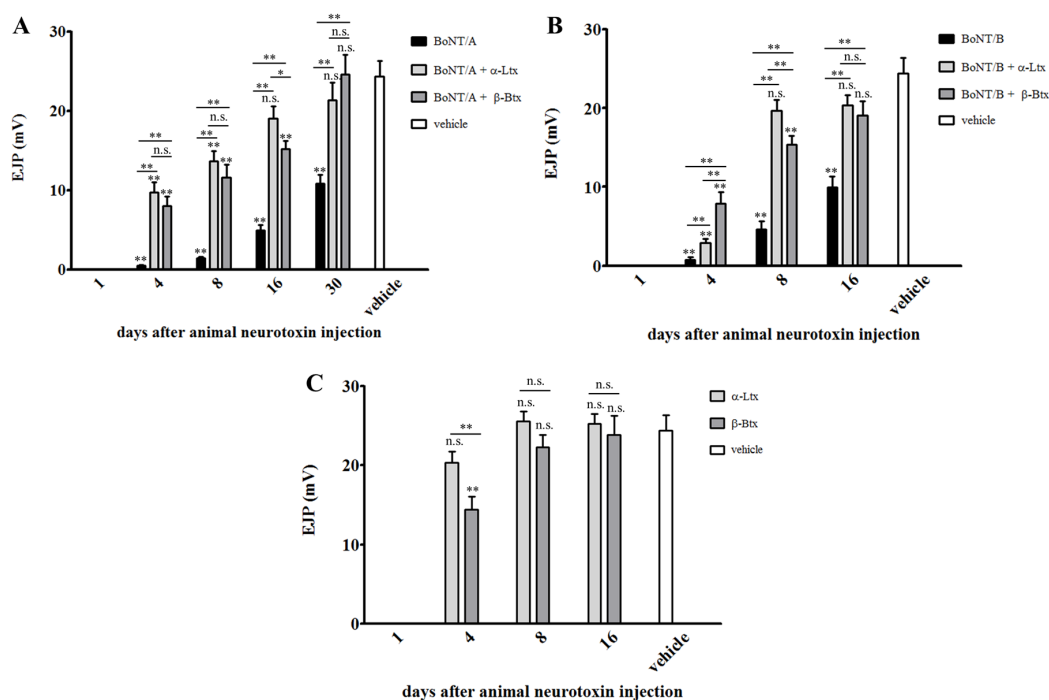 A
EJP (mV)
30
20
10
0
**
n.s.
**
n.s.
**
n.s.
**
*
**
n.s.
**
**
n.s.
**
**
**
**
n.s.
**
**
**
**
**
**
**
1
4
8
16
30
vehicle
days after animal neurotoxin injection
BoNT/A
BoNT/A + α-Ltx
BoNT/A + β-Btx
vehicle
B
EJP (mV)
30
20
10
0
**
**
**
**
**
n.s.
**
**
n.s.
**
n.s.
n.s.
**
**
**
**
**
**
**
**
1
4
8
16
vehicle
days after animal neurotoxin injection
BoNT/B
BoNT/B + α-Ltx
BoNT/B + β-Btx
vehicle
C
EJP (mV)
30
20
10
0
n.s.
n.s.
n.s.
n.s.
n.s.
n.s.
**
n.s.
**
1
4
8
16
vehicle
days after animal neurotoxin injection
α-Ltx
β-Btx
vehicle